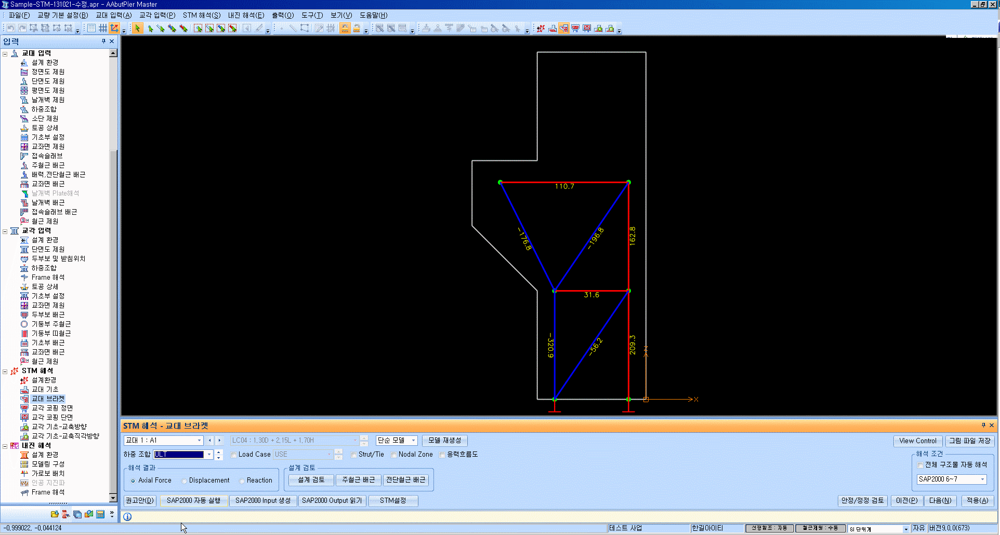 Sample-STM-131021-수정.apr - AAbutPier Master
파일(F) 교량 기본 설정(B) 교대 입력(A) 교각 입력(P) STM 해석(S) 내진 해석(E) 출력(O) 도구(T) 보기(V) 도움말(H)
입력
교대 입력
설계 환경
정면도 제원
단면도 제원
평면도 제원
날개벽 제원
하중조합
소단 제원
토공 상세
기초부 설정
교좌면 제원
접속슬래브
주철근 배근
배력,전단철근 배근
교좌면 배근
날개벽 Plate해석
날개벽 배근
접속슬래브 배근
철근 제원
교각 입력
설계 환경
단면도 제원
두부보 및 받침위치
하중조합
Frame 해석
토공 상세
기초부 설정
교좌면 제원
두부보 배근
기둥부 주철근
기둥부 띠철근
기초부 배근
교좌면 배근
철근 제원
STM 해석
설계환경
교대 기초
교대 브라켓
교각 코핑 정면
교각 코핑 단면
교각 기초-교축방향
교각 기초-교축직각방향
내진 해석
설계 환경
모델링 구성
가로보 배치
인공 지진파
Frame 해석
110.7
-176.8
-196.8
162.8
31.6
-320.9
-56.2
209.3
Z
X
STM 해석 - 교대 브라켓
교대 1 : A1 LC04 : 1,30D + 2,15L + 1,70H 단순 모델 모델 재생성 View Control 그림 파일 저장
하중 조합 ULT Load Case USE Strut/Tie Nodal Zone 응력흐름도
해석 결과 설계 검토 해석 조건
전체 구조물 자동 해석
Axial Force Displacement Reaction 설계 검토 주철근 배근 전단철근 배근 SAP2000 6~7
권고안(D) SAP2000 자동 실행 SAP2000 Input 생성 SAP2000 Output 읽기 STM설정 안정/정정 검토 이전(P) 다음(N) 적용(A)
-0,999022, -0,044124 테스트 사업 한길아이티 선형참조 : 자동 철근제원 : 수동 SI 단위계 자유 버전9,0,0(673)